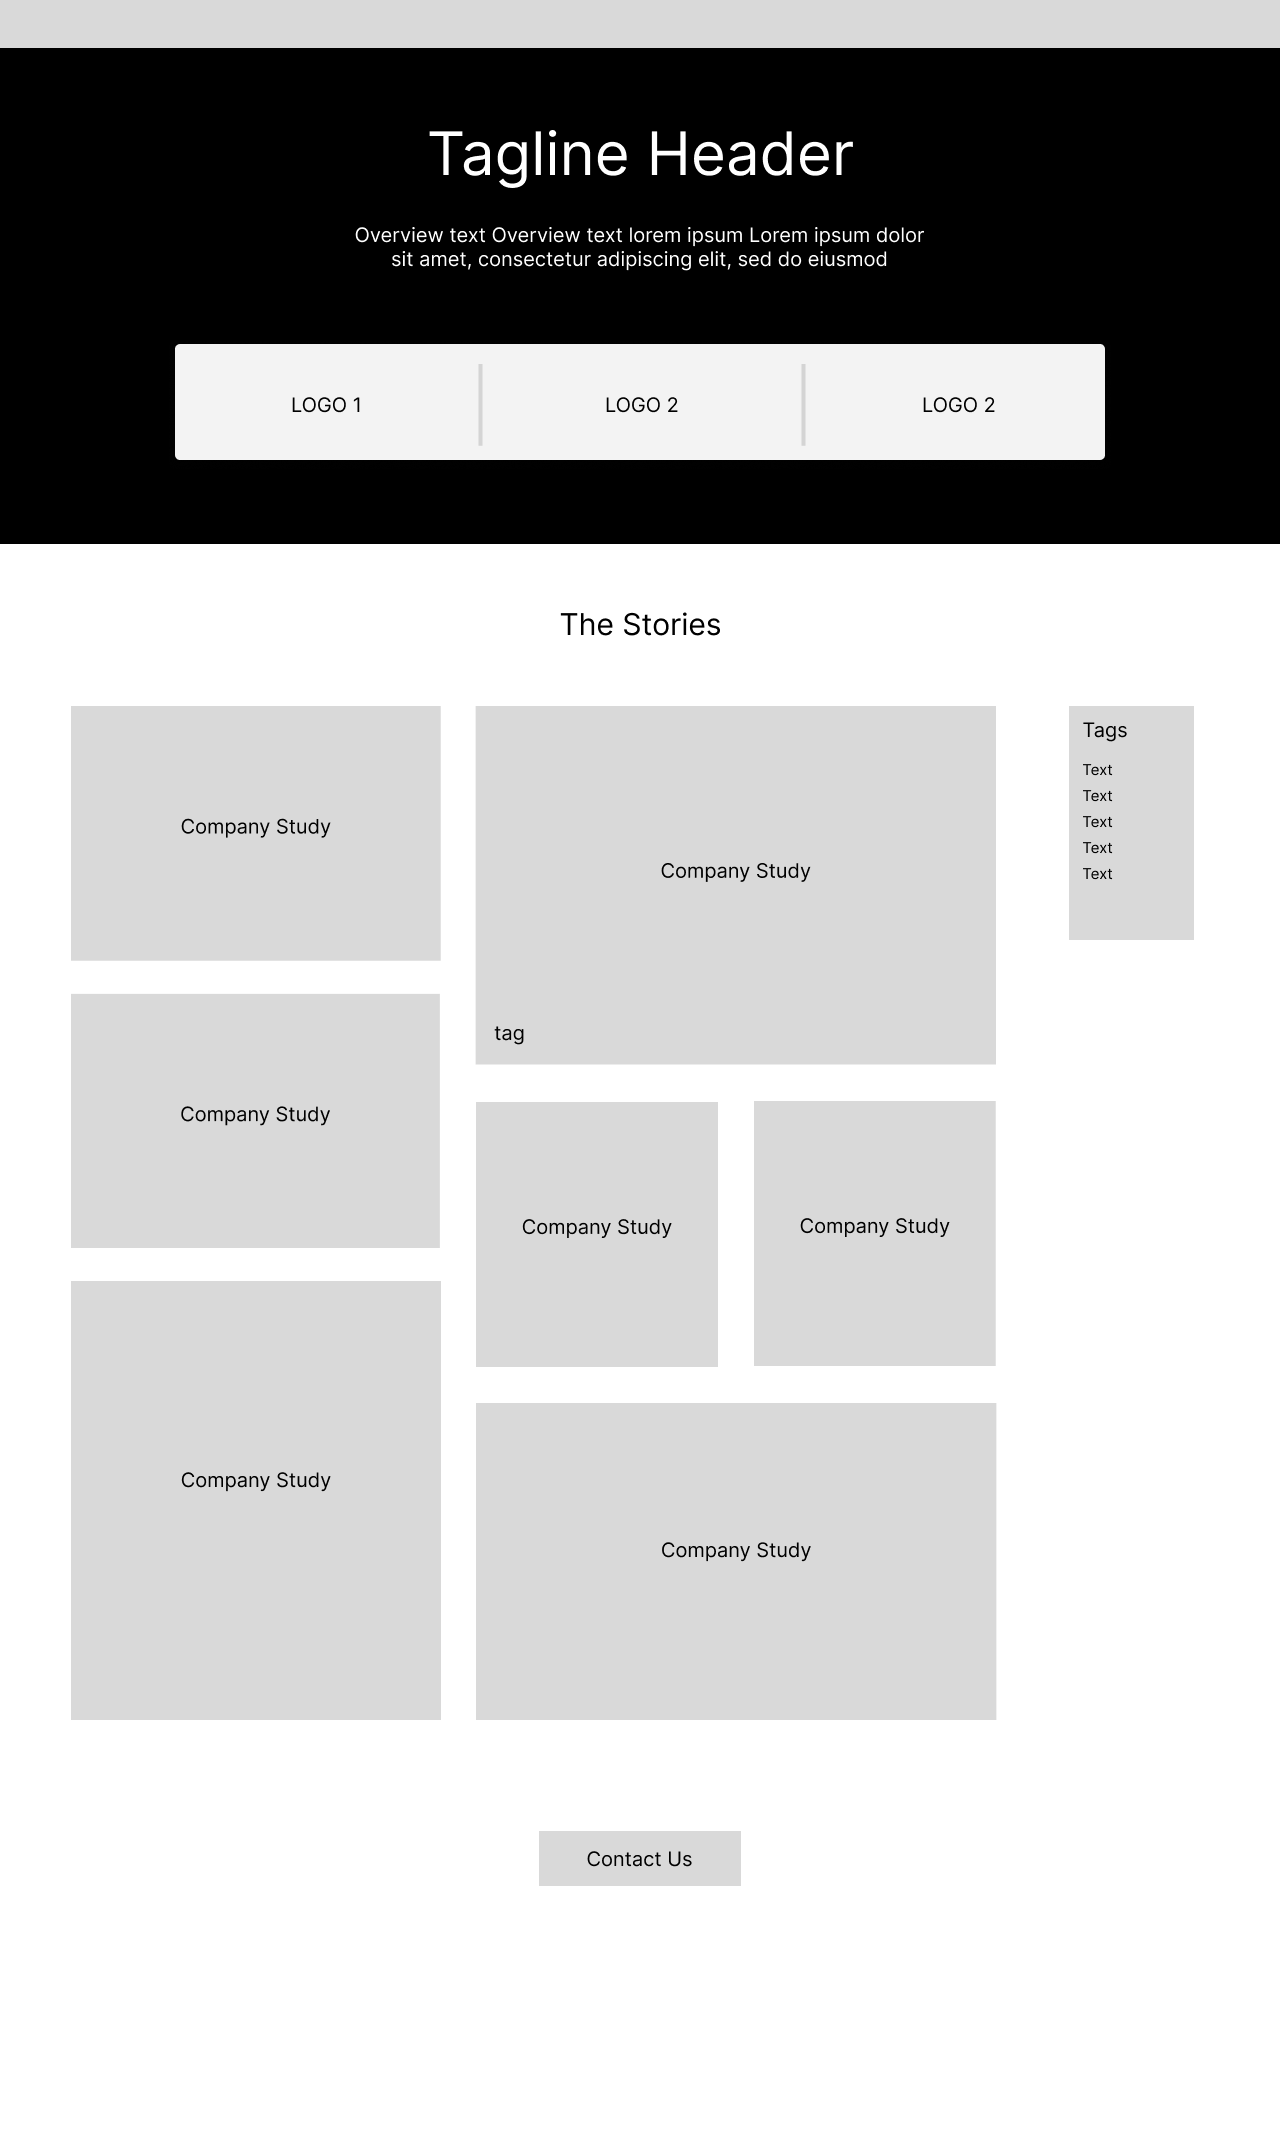 Tagline Header
Overview text Overview text lorem ipsum Lorem ipsum dolor
sit amet, consectetur adipiscing elit, sed do eiusmod
LOGO 1
LOGO 2
LOGO 2
The Stories
Company Study
Company Study
Company Study
Company Study
tag
Company Study
Company Study
Company Study
Tags
Text
Text
Text
Text
Text
Contact Us